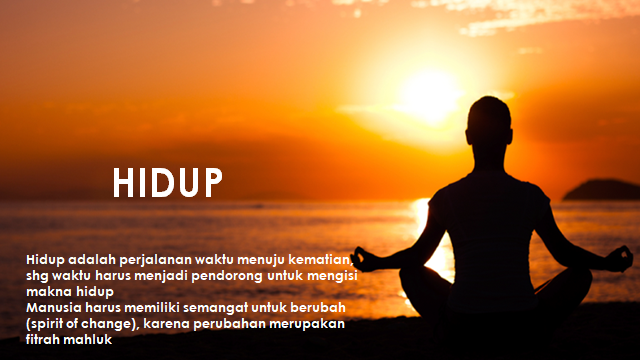 HIDUP
Hidup adalah perjalanan waktu menuju kematian,
shg waktu harus menjadi pendorong untuk mengisi
makna hidup
Manusia harus memiliki semangat untuk berubah
(spirit of change), karena perubahan merupakan
fitrah mahluk